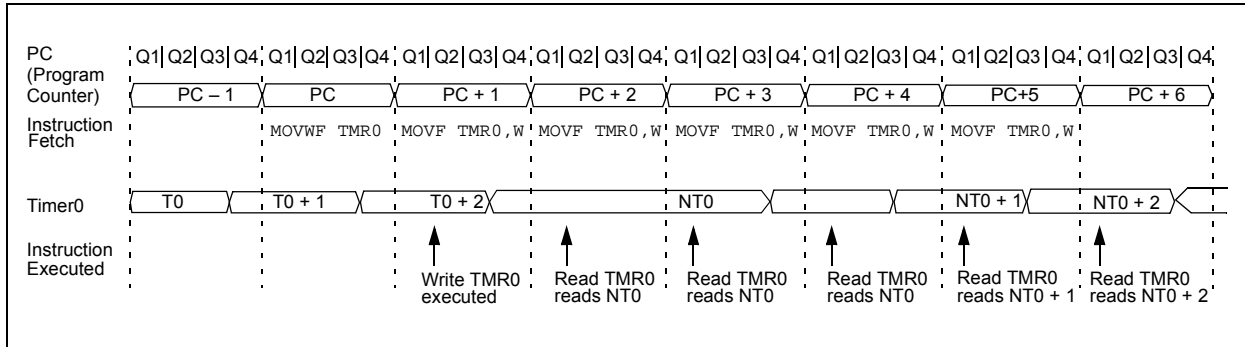 PC
(Program
Counter)
Q1 Q2 Q3 Q4 Q1 Q2 Q3 Q4 Q1 Q2 Q3 Q4 Q1 Q2 Q3 Q4 Q1 Q2 Q3 Q4 Q1 Q2 Q3 Q4 Q1 Q2 Q3 Q4 Q1 Q2 Q3 Q4
PC – 1 PC PC + 1 PC + 2 PC + 3 PC + 4 PC+5 PC + 6
Instruction
Fetch
MOVWF TMR0 MOVF TMR0,W MOVF TMR0,W MOVF TMR0,W MOVF TMR0,W MOVF TMR0,W
Timer0
T0 T0 + 1 T0 + 2 NT0 NT0 + 1 NT0 + 2
Instruction
Executed
Write TMR0
executed
Read TMR0
reads NT0
Read TMR0
reads NT0
Read TMR0
reads NT0
Read TMR0
reads NT0 + 1
Read TMR0
reads NT0 + 2